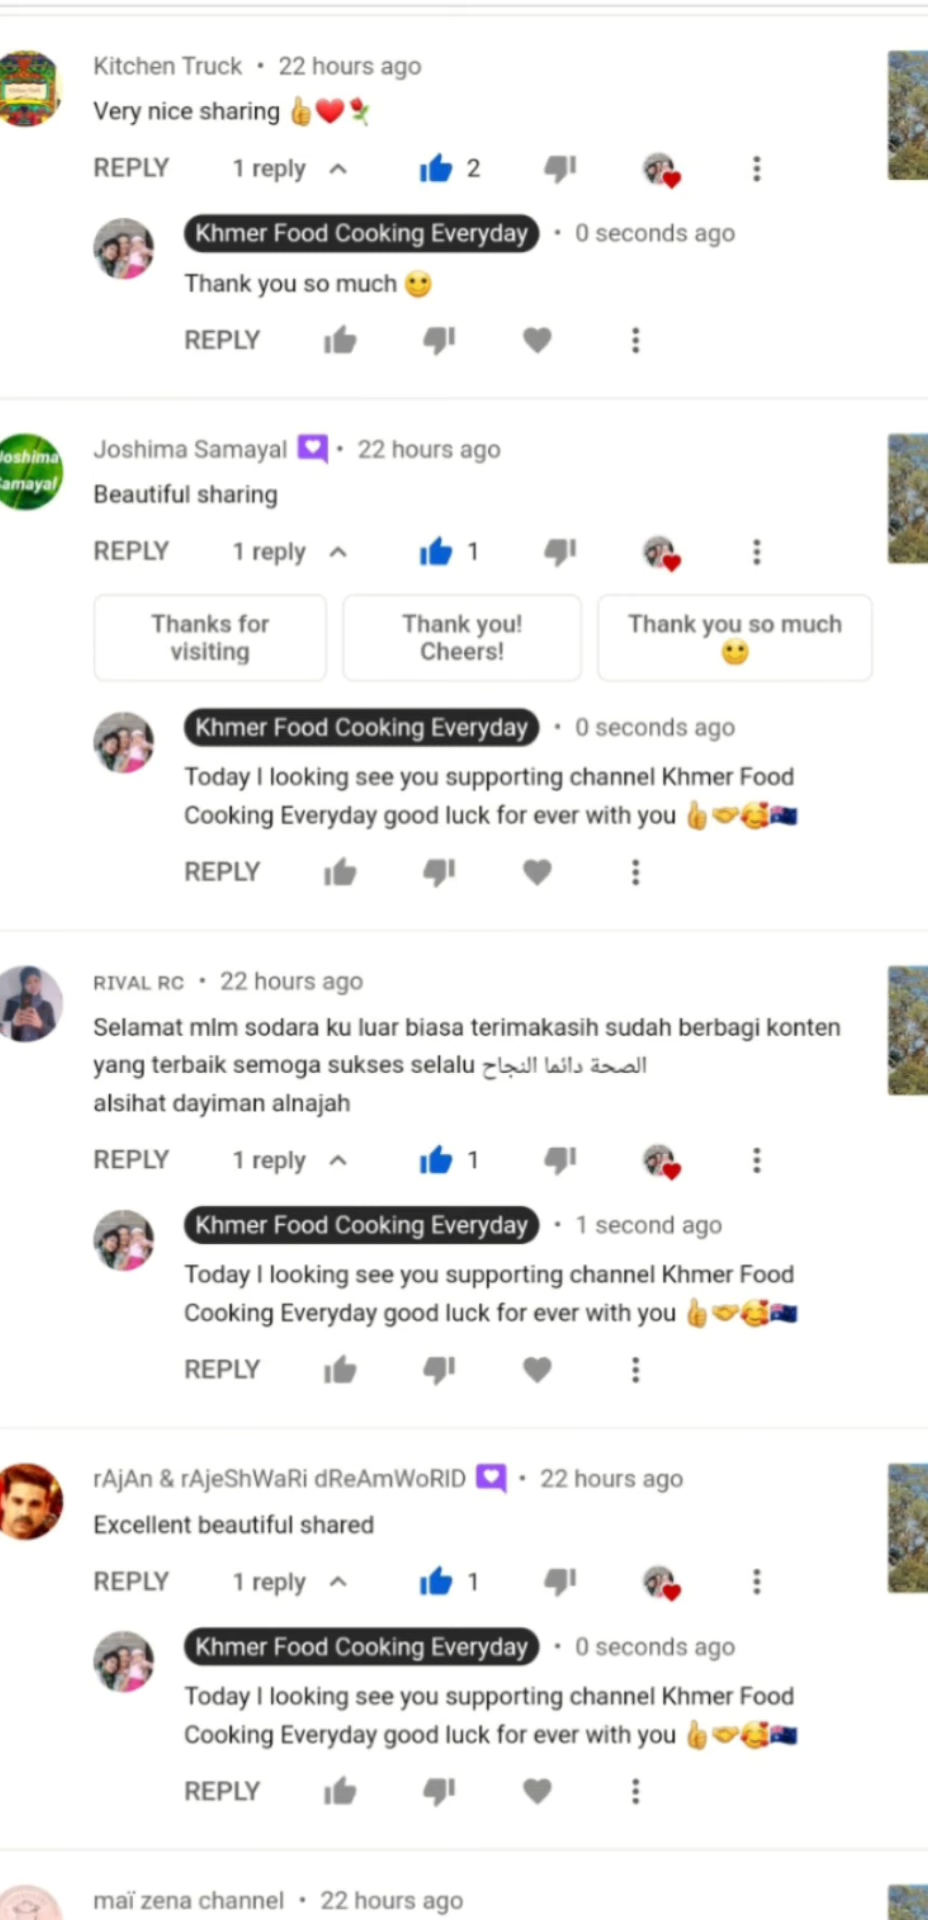 Kitchen Truck • 22 hours ago
Very nice sharing 👍❤️🌹
REPLY 1 reply 2
Khmer Food Cooking Everyday • 0 seconds ago
Thank you so much 🙂
REPLY
Joshima
Samayal
Joshima Samayal • 22 hours ago
Beautiful sharing
REPLY 1 reply 1
Thanks for
visiting
Thank you!
Cheers!
Thank you so much
🙂
Khmer Food Cooking Everyday • 0 seconds ago
Today I looking see you supporting channel Khmer Food
Cooking Everyday good luck for ever with you 👍🤝🥰🇦🇺
REPLY
RIVAL RC • 22 hours ago
Selamat mlm sodara ku luar biasa terimakasih sudah berbagi konten
yang terbaik semoga sukses selalu الصحة دائما النجاح
alsihat dayiman alnajah
REPLY 1 reply 1
Khmer Food Cooking Everyday • 1 second ago
Today I looking see you supporting channel Khmer Food
Cooking Everyday good luck for ever with you 👍🤝🥰🇦🇺
REPLY
rAjAn & rAjeShWaRi dReAmWoRlD • 22 hours ago
Excellent beautiful shared
REPLY 1 reply 1
Khmer Food Cooking Everyday • 0 seconds ago
Today I looking see you supporting channel Khmer Food
Cooking Everyday good luck for ever with you 👍🤝🥰🇦🇺
REPLY
maï zena channel • 22 hours ago